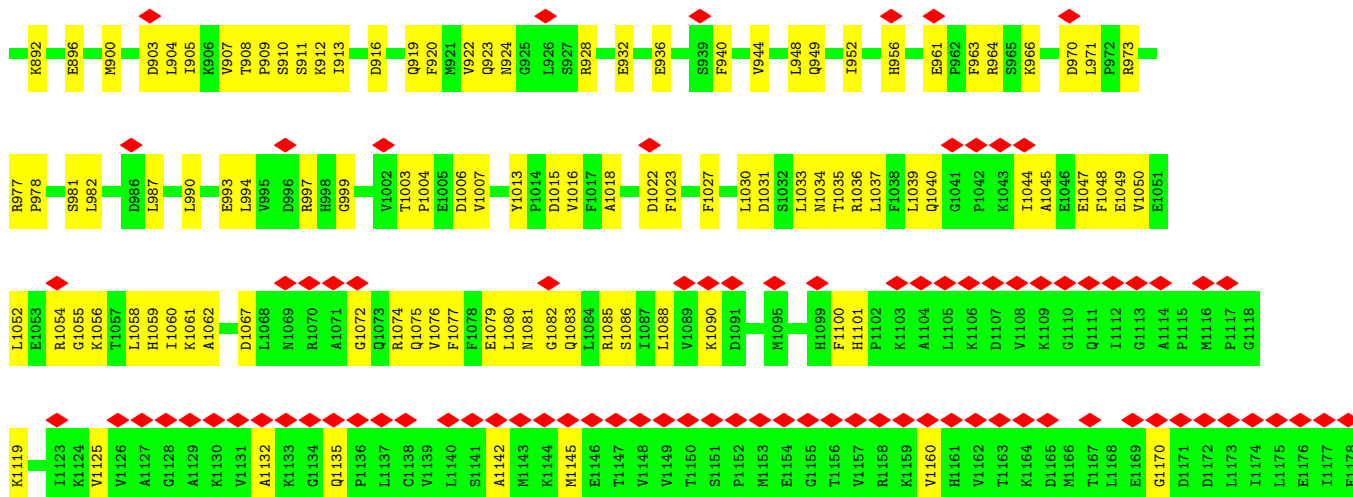 K892 E896 M900 D903 L904 I905 K906 V907 T908 P909 S910 S911 K912 I913 D916 Q919 F920 M921 V922 Q923 N924 G925 L926 S927 R928 E932 E936 S939 F940 V944 L948 Q949 I952 H956 E961 P962 F963 R964 S965 K966 D970 L971 P972 R973
R977 P978 S981 L982 D986 L987 L990 E993 L994 V995 D996 R997 H998 G999 V1002 T1003 P1004 E1005 D1006 V1007 Y1013 P1014 D1015 V1016 F1017 A1018 D1022 F1023 F1027 L1030 D1031 S1032 L1033 N1034 T1035 R1036 L1037 F1038 L1039 Q1040 G1041 P1042 K1043 I1044 A1045 E1046 E1047 F1048 E1049 V1050 E1051
L1052 E1053 R1054 G1055 K1056 T1057 L1058 H1059 I1060 K1061 A1062 D1067 L1068 N1069 R1070 A1071 G1072 Q1073 R1074 Q1075 V1076 F1077 F1078 E1079 L1080 N1081 G1082 Q1083 L1084 R1085 S1086 I1087 L1088 V1089 K1090 D1091 M1095 H1099 F1100 H1101 P1102 K1103 A1104 L1105 K1106 D1107 V1108 K1109 G1110 Q1111 I1112 G1113 A1114 P1115 M1116 P1117 G1118
K1119 I1123 K1124 V1125 V1126 A1127 G1128 A1129 K1130 V1131 A1132 K1133 G1134 Q1135 P1136 L1137 C1138 V1139 L1140 S1141 A1142 M1143 K1144 M1145 E1146 T1147 V1148 V1149 T1150 S1151 P1152 M1153 E1154 G1155 T1156 V1157 R1158 K1159 V1160 H1161 V1162 T1163 K1164 D1165 M1166 T1167 L1168 E1169 G1170 D1171 D1172 L1173 I1174 L1175 E1176 I1177 E1178